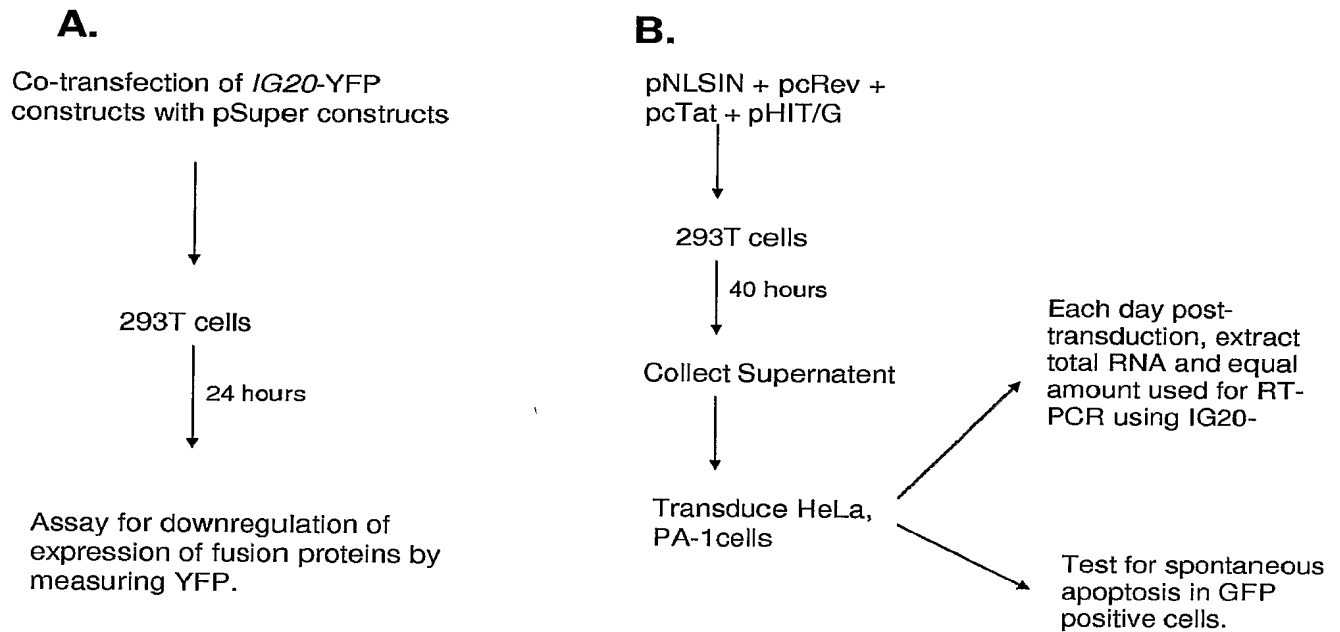 A.
Co-transfection of IG20-YFP
constructs with pSuper constructs
293T cells
24 hours
Assay for downregulation of
expression of fusion proteins by
measuring YFP.
B.
pNLSIN + pcRev +
pcTat + pHIT/G
293T cells
40 hours
Collect Supernatent
Transduce HeLa,
PA-1cells
Each day post-
transduction, extract
total RNA and equal
amount used for RT-
PCR using IG20-
Test for spontaneous
apoptosis in GFP
positive cells.